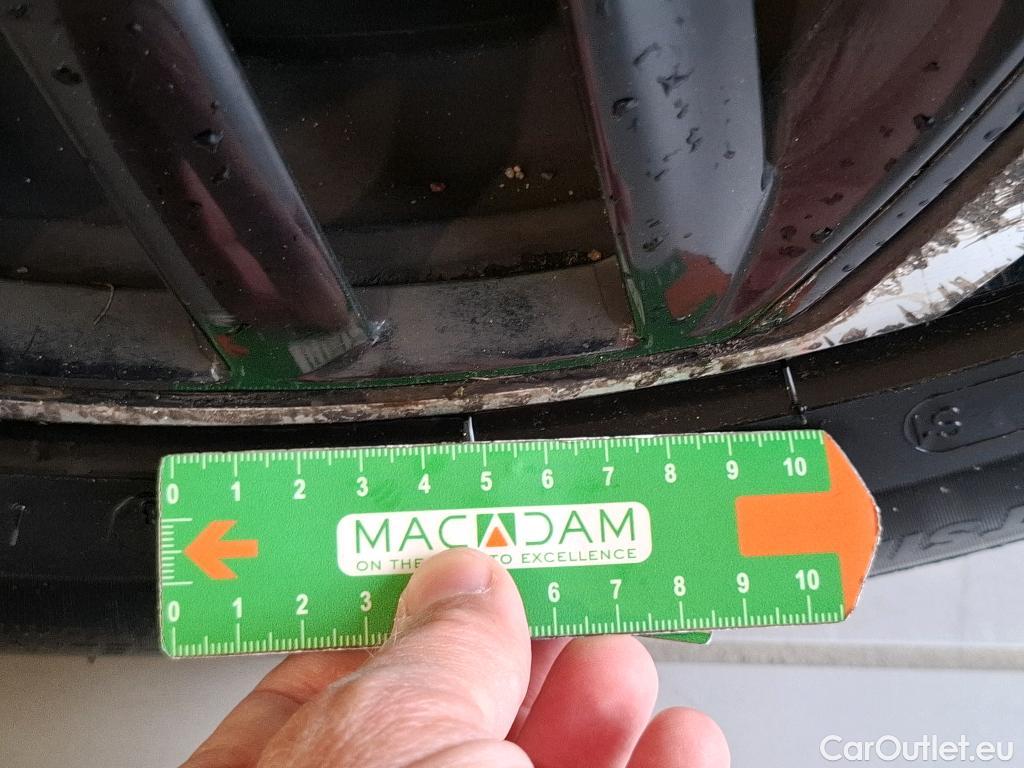 0 1 2 3 4 5 6 7 8 9 10
MACADAM
ON THE TO EXCELLENCE
0 1 2 3 6 7 8 9 10
CarOutlet.eu